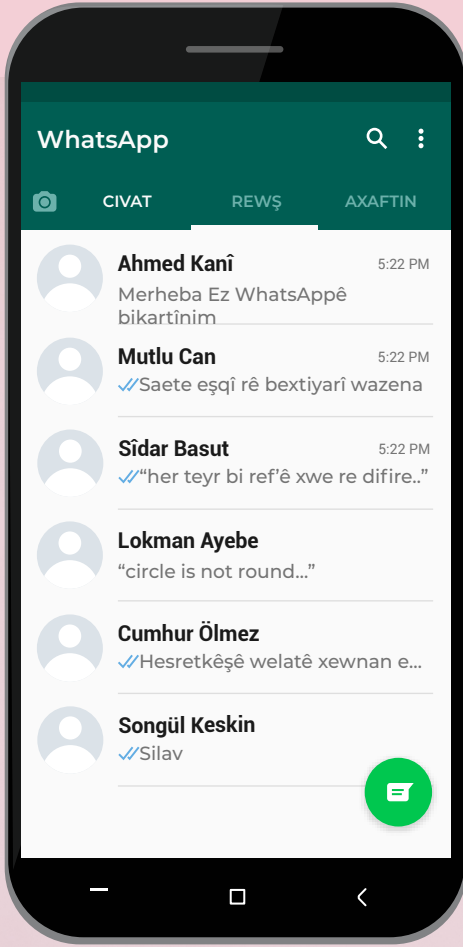 WhatsApp
CIVAT REWŞ AXAFTIN
Ahmed Kanî 5:22 PM
Merheba Ez WhatsAppê
bikartînim
Mutlu Can 5:22 PM
Saete eşqî rê bextiyarî wazena
Sîdar Basut 5:22 PM
“her teyr bi ref’ê xwe re difire..”
Lokman Ayebe
“circle is not round...”
Cumhur Ölmez
Hesretkêşê welatê xewnan e...
Songül Keskin
Silav